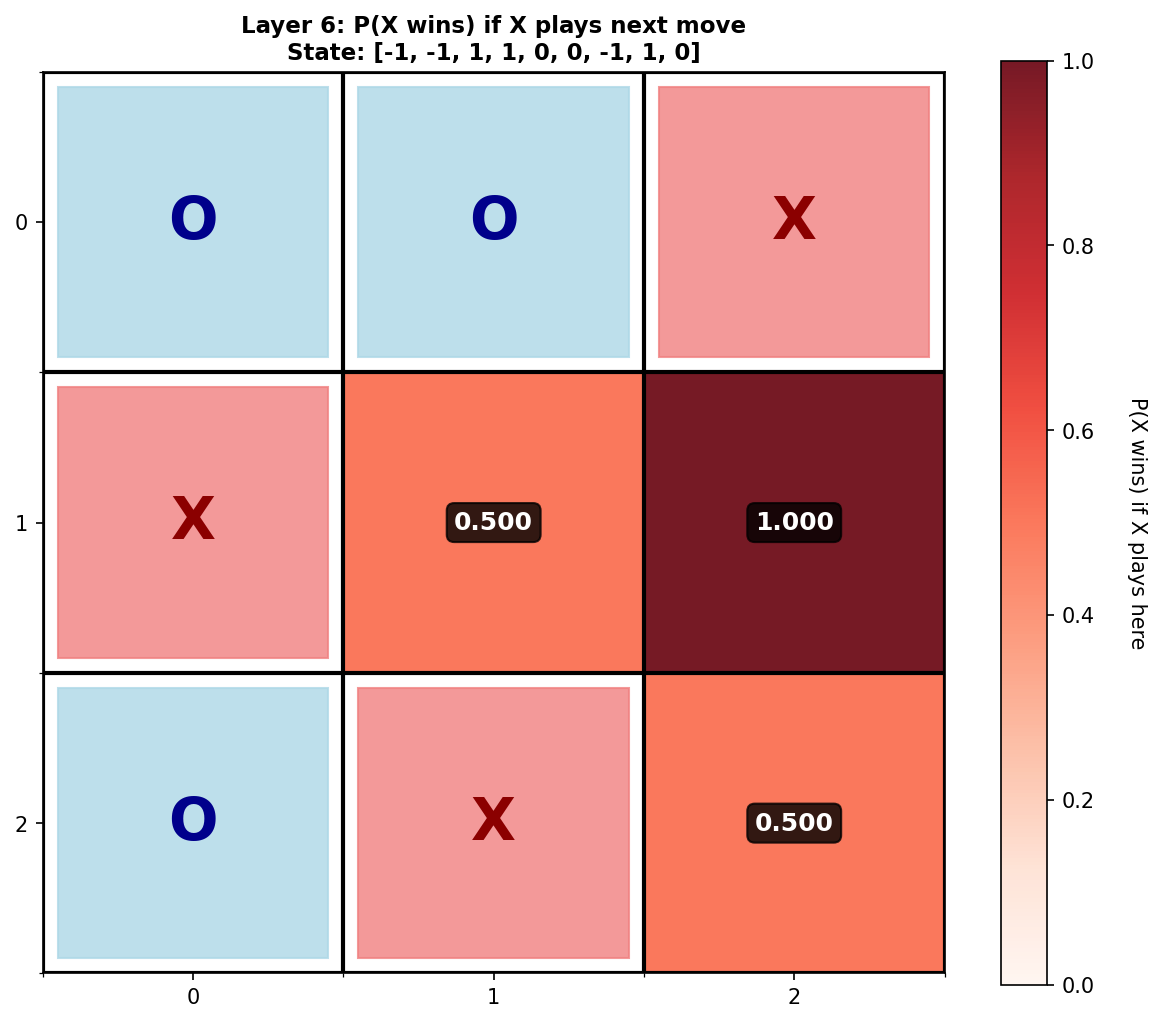 Layer 6: P(X wins) if X plays next move
State: [-1, -1, 1, 1, 0, 0, -1, 1, 0]
0
O
O
X
1
X
0.500
1.000
2
O
X
0.500
0
1
2
1.0
0.8
0.6
0.4
0.2
0.0
P(X wins) if X plays here